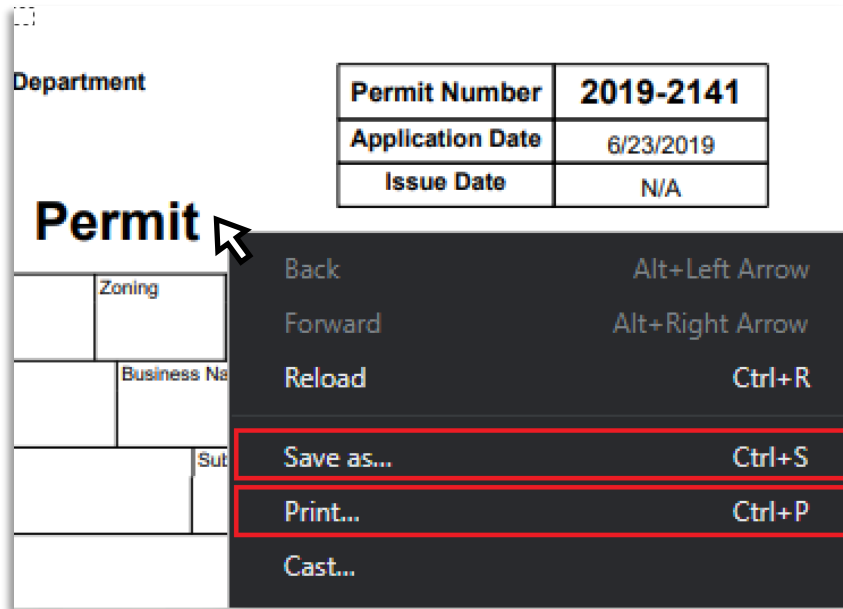 Department
Permit Number 2019-2141
Application Date 6/23/2019
Issue Date N/A
Permit
Zoning
Back Alt+Left Arrow
Forward Alt+Right Arrow
Business Na
Reload Ctrl+R
Sut
Save as... Ctrl+S
Print... Ctrl+P
Cast...